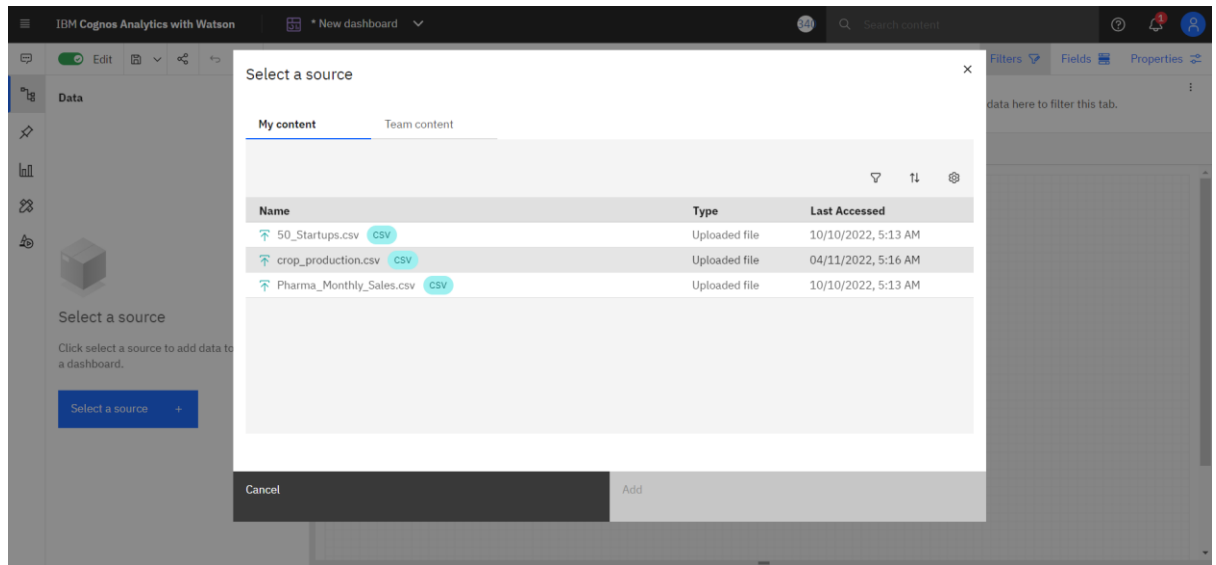 IBM Cognos Analytics with Watson
* New dashboard
Search content
1
Edit
Filters
Fields
Properties
Data
Select a source
data here to filter this tab.
My content
Team content
Name Type Last Accessed
50_Startups.csv CSV Uploaded file 10/10/2022, 5:13 AM
crop_production.csv CSV Uploaded file 04/11/2022, 5:16 AM
Pharma_Monthly_Sales.csv CSV Uploaded file 10/10/2022, 5:13 AM
Select a source
Click select a source to add data to
a dashboard.
Select a source +
Cancel
Add